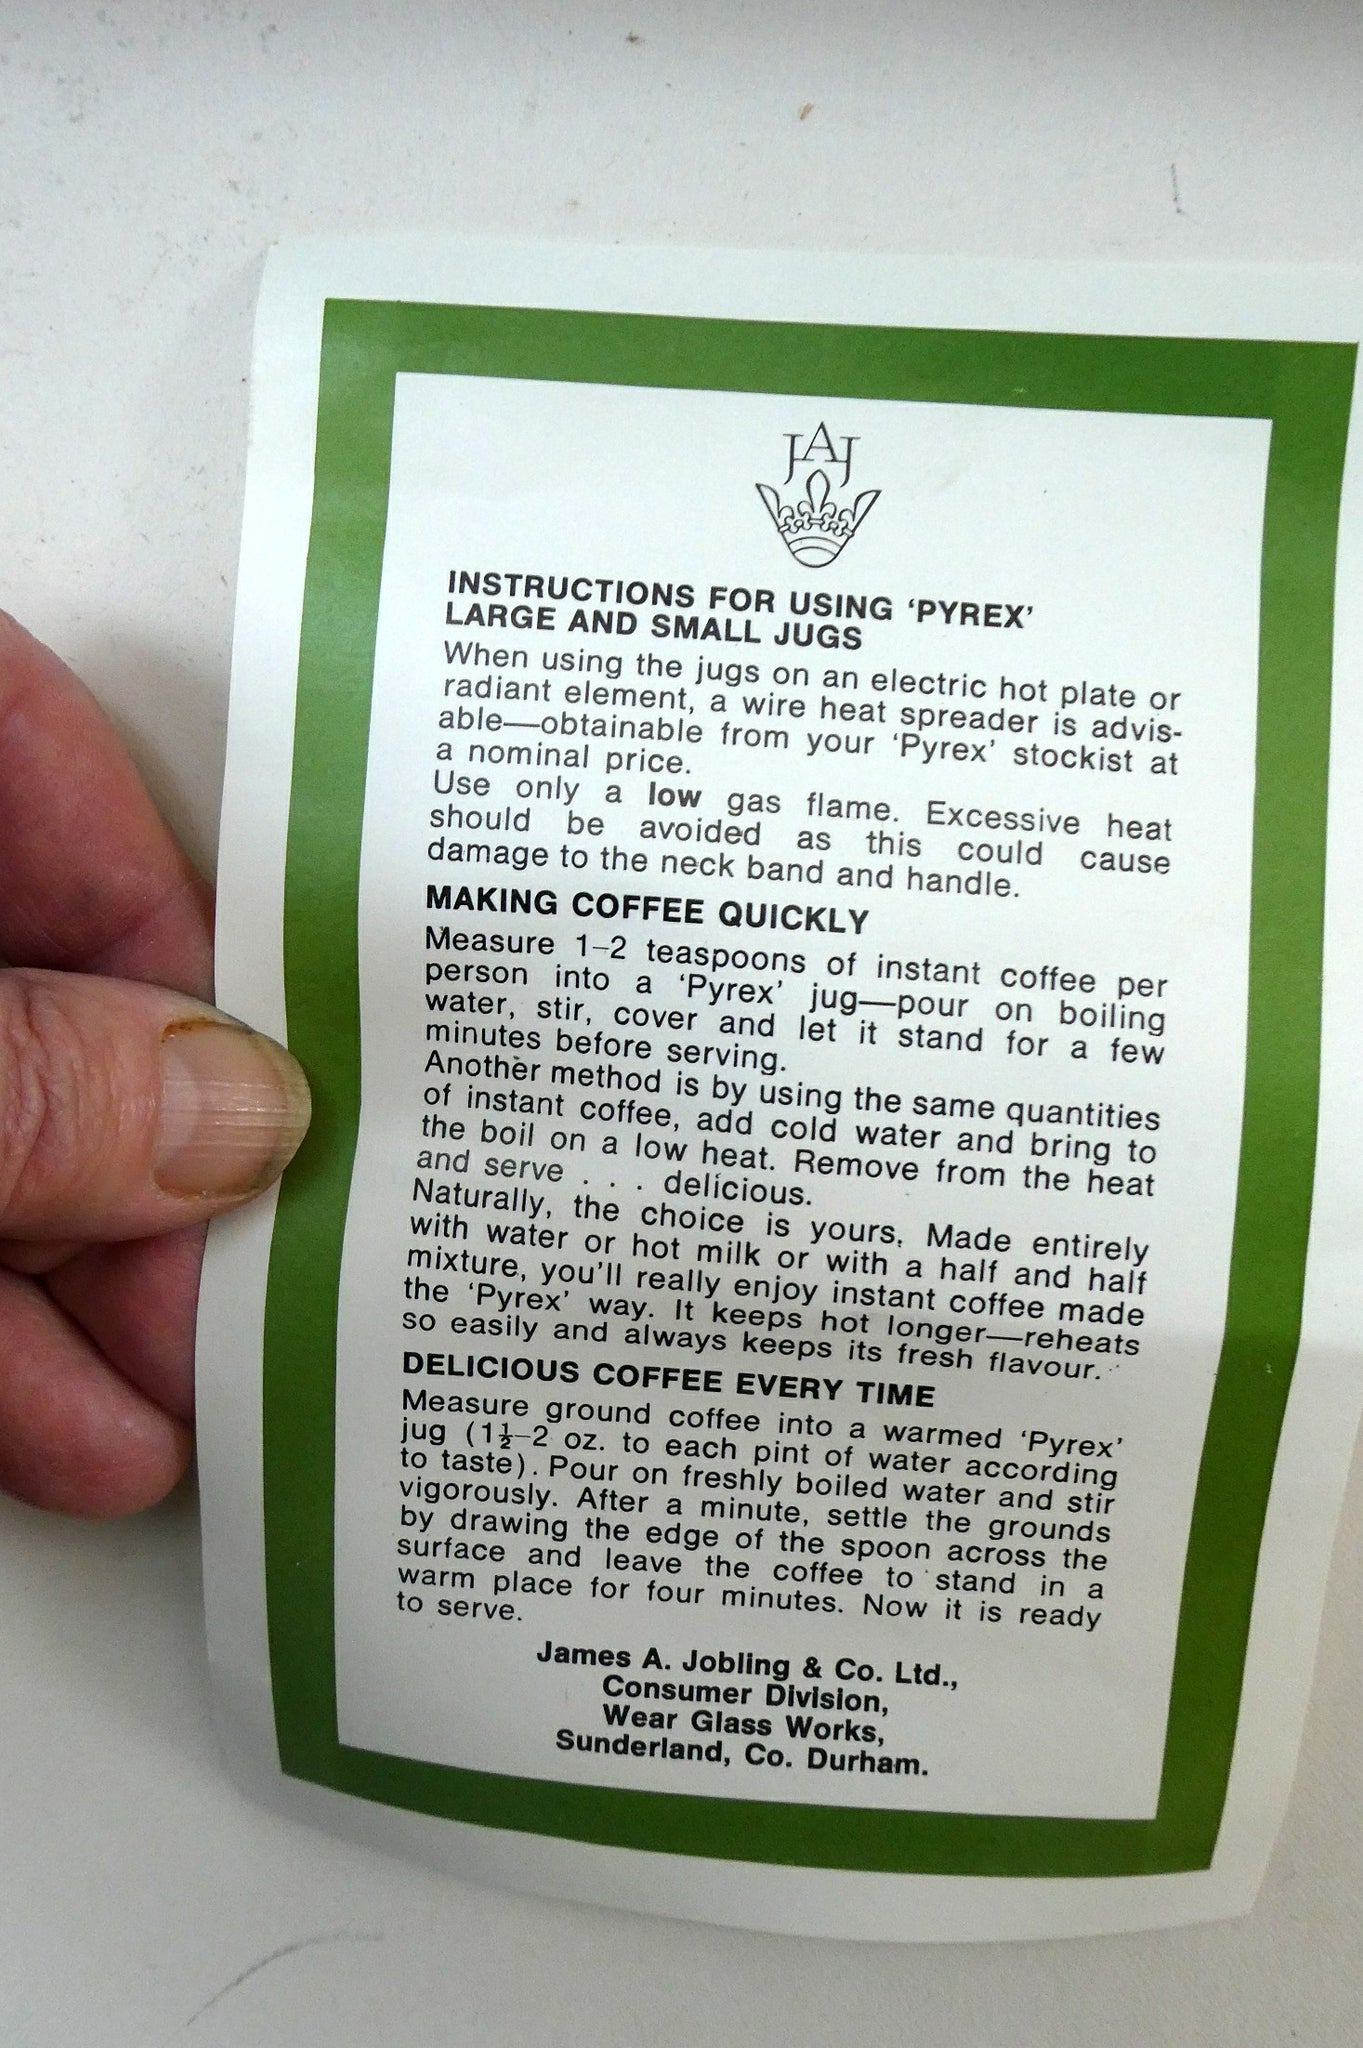 JAJ
INSTRUCTIONS FOR USING ‘PYREX’
LARGE AND SMALL JUGS
When using the jugs on an electric hot plate or
radiant element, a wire heat spreader is advis-
able—obtainable from your ‘Pyrex’ stockist at
a nominal price.
Use only a low gas flame. Excessive heat
should be avoided as this could cause
damage to the neck band and handle.
MAKING COFFEE QUICKLY
Measure 1–2 teaspoons of instant coffee per
person into a ‘Pyrex’ jug—pour on boiling
water, stir, cover and let it stand for a few
minutes before serving.
Another method is by using the same quantities
of instant coffee, add cold water and bring to
the boil on a low heat. Remove from the heat
and serve . . . delicious.
Naturally, the choice is yours. Made entirely
with water or hot milk or with a half and half
mixture, you’ll really enjoy instant coffee made
the ‘Pyrex’ way. It keeps hot longer—reheats
so easily and always keeps its fresh flavour.
DELICIOUS COFFEE EVERY TIME
Measure ground coffee into a warmed ‘Pyrex’
jug (1½–2 oz. to each pint of water according
to taste). Pour on freshly boiled water and stir
vigorously. After a minute, settle the grounds
by drawing the edge of the spoon across the
surface and leave the coffee to stand in a
warm place for four minutes. Now it is ready
to serve.
James A. Jobling & Co. Ltd.,
Consumer Division,
Wear Glass Works,
Sunderland, Co. Durham.